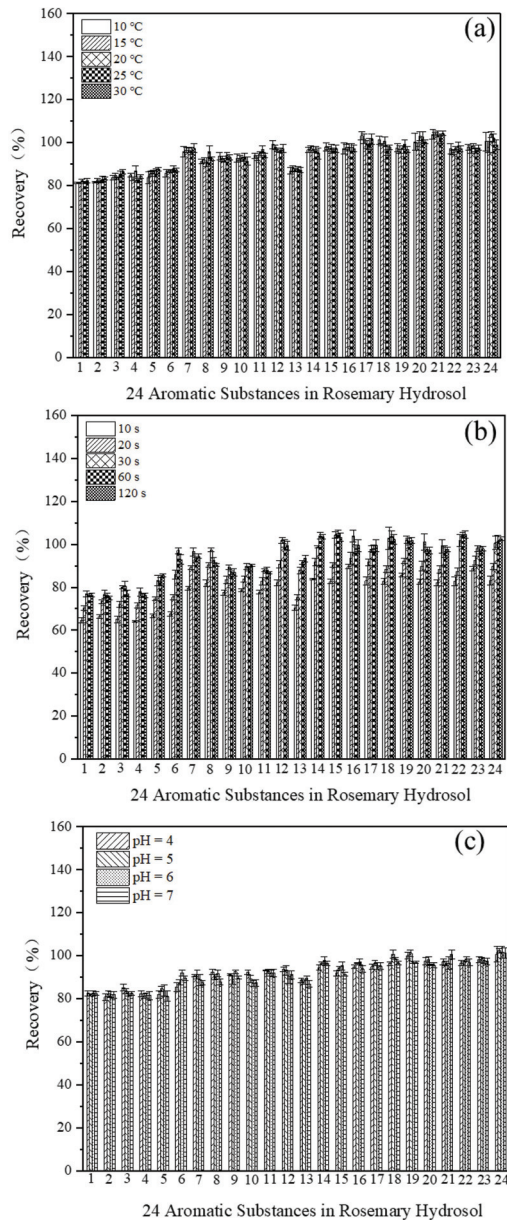 (a)
10 ℃
15 ℃
20 ℃
25 ℃
30 ℃
160
140
120
100
80
60
40
20
0
Recovery（%）
1 2 3 4 5 6 7 8 9 10 11 12 13 14 15 16 17 18 19 20 21 22 23 24
24 Aromatic Substances in Rosemary Hydrosol
(b)
10 s
20 s
30 s
60 s
120 s
160
140
120
100
80
60
40
20
0
Recovery（%）
1 2 3 4 5 6 7 8 9 10 11 12 13 14 15 16 17 18 19 20 21 22 23 24
24 Aromatic Substances in Rosemary Hydrosol
(c)
pH = 4
pH = 5
pH = 6
pH = 7
160
140
120
100
80
60
40
20
0
Recovery（%）
1 2 3 4 5 6 7 8 9 10 11 12 13 14 15 16 17 18 19 20 21 22 23 24
24 Aromatic Substances in Rosemary Hydrosol